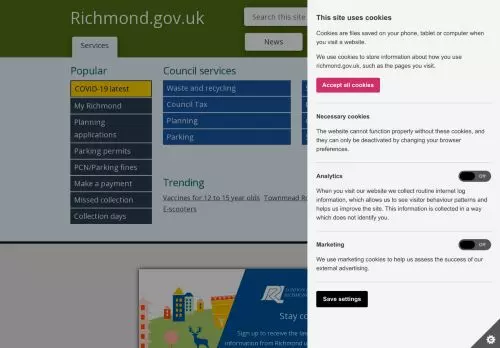 Richmond.gov.uk
Search this site
News
Services
Popular
COVID-19 latest
My Richmond
Planning
applications
Parking permits
PCN/Parking fines
Make a payment
Missed collection
Collection days
Council services
Waste and recycling
Council Tax
Planning
Parking
Trending
Vaccines for 12 to 15 year olds
E-scooters
Stay
Sign up to receive the
information from Richmond
This site uses cookies
Cookies are files saved on your phone, tablet or computer when
you visit a website.
We use cookies to store information about how you use
richmond.gov.uk, such as the pages you visit.
Accept all cookies
Necessary cookies
The website cannot function properly without these cookies, and
they can only be deactivated by changing your browser
preferences.
Analytics
Off
When you visit our website we collect routine internet log
information, which allows us to see visitor behaviour patterns and
helps us improve the site. This information is collected in a way
which does not identify you.
Marketing
Off
We use marketing cookies to help us assess the success of our
external advertising.
Save settings